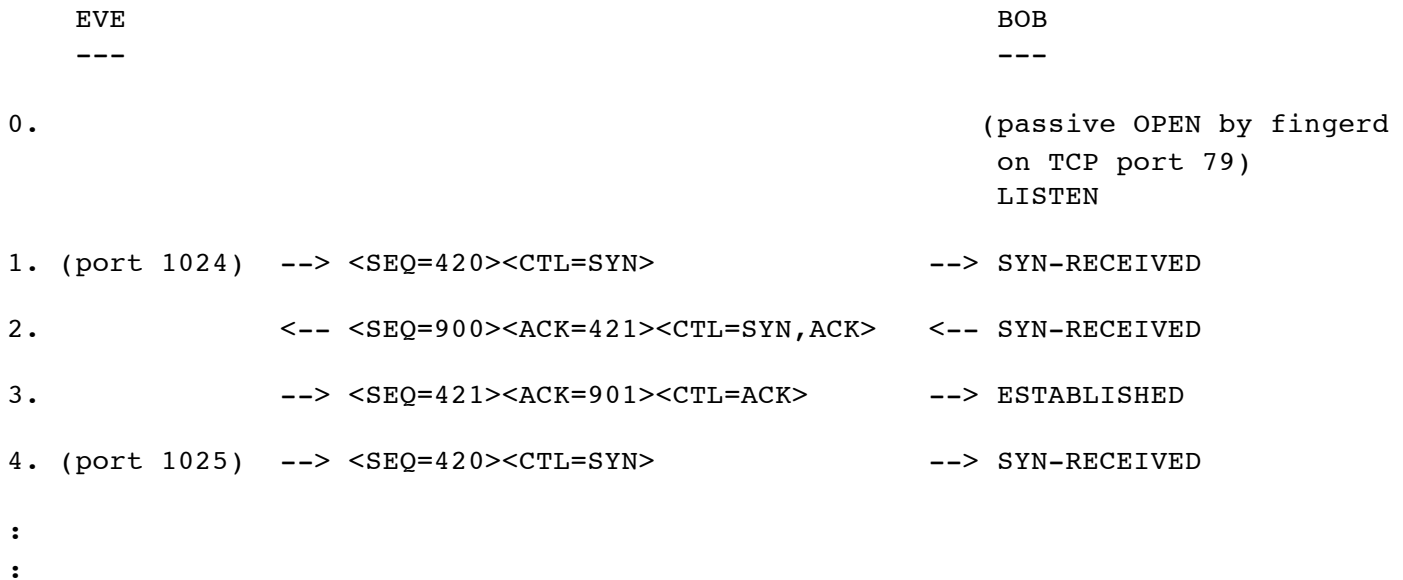 EVE BOB
--- ---
0. (passive OPEN by fingerd
on TCP port 79)
LISTEN
1. (port 1024) --> <SEQ=420><CTL=SYN> --> SYN-RECEIVED
2. <-- <SEQ=900><ACK=421><CTL=SYN,ACK> <-- SYN-RECEIVED
3. --> <SEQ=421><ACK=901><CTL=ACK> --> ESTABLISHED
4. (port 1025) --> <SEQ=420><CTL=SYN> --> SYN-RECEIVED
:
: